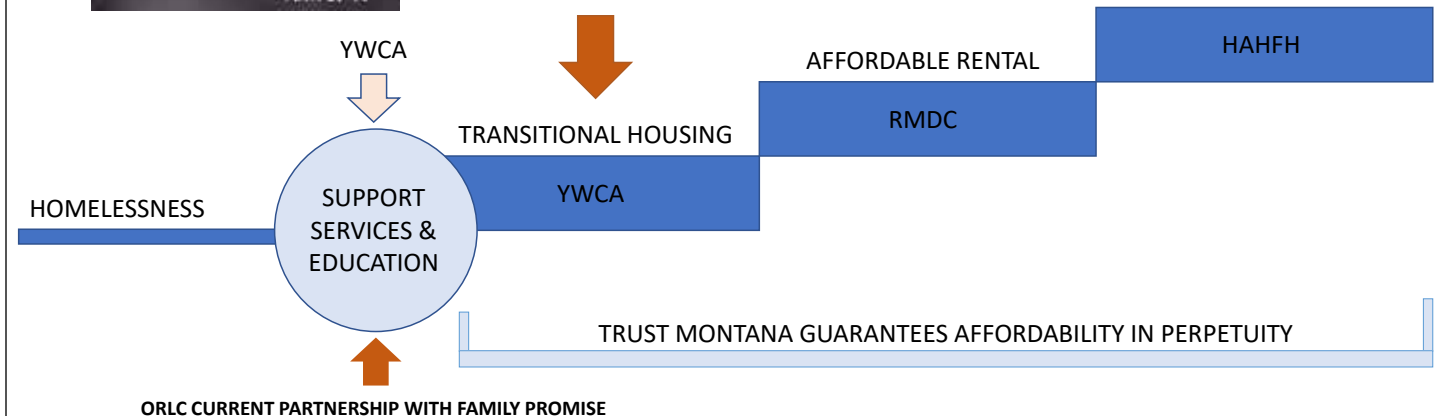 YWCA
HAHFH
AFFORDABLE RENTAL
RMDC
TRANSITIONAL HOUSING
YWCA
HOMELESSNESS
SUPPORT
SERVICES &
EDUCATION
TRUST MONTANA GUARANTEES AFFORDABILITY IN PERPETUITY
ORLC CURRENT PARTNERSHIP WITH FAMILY PROMISE